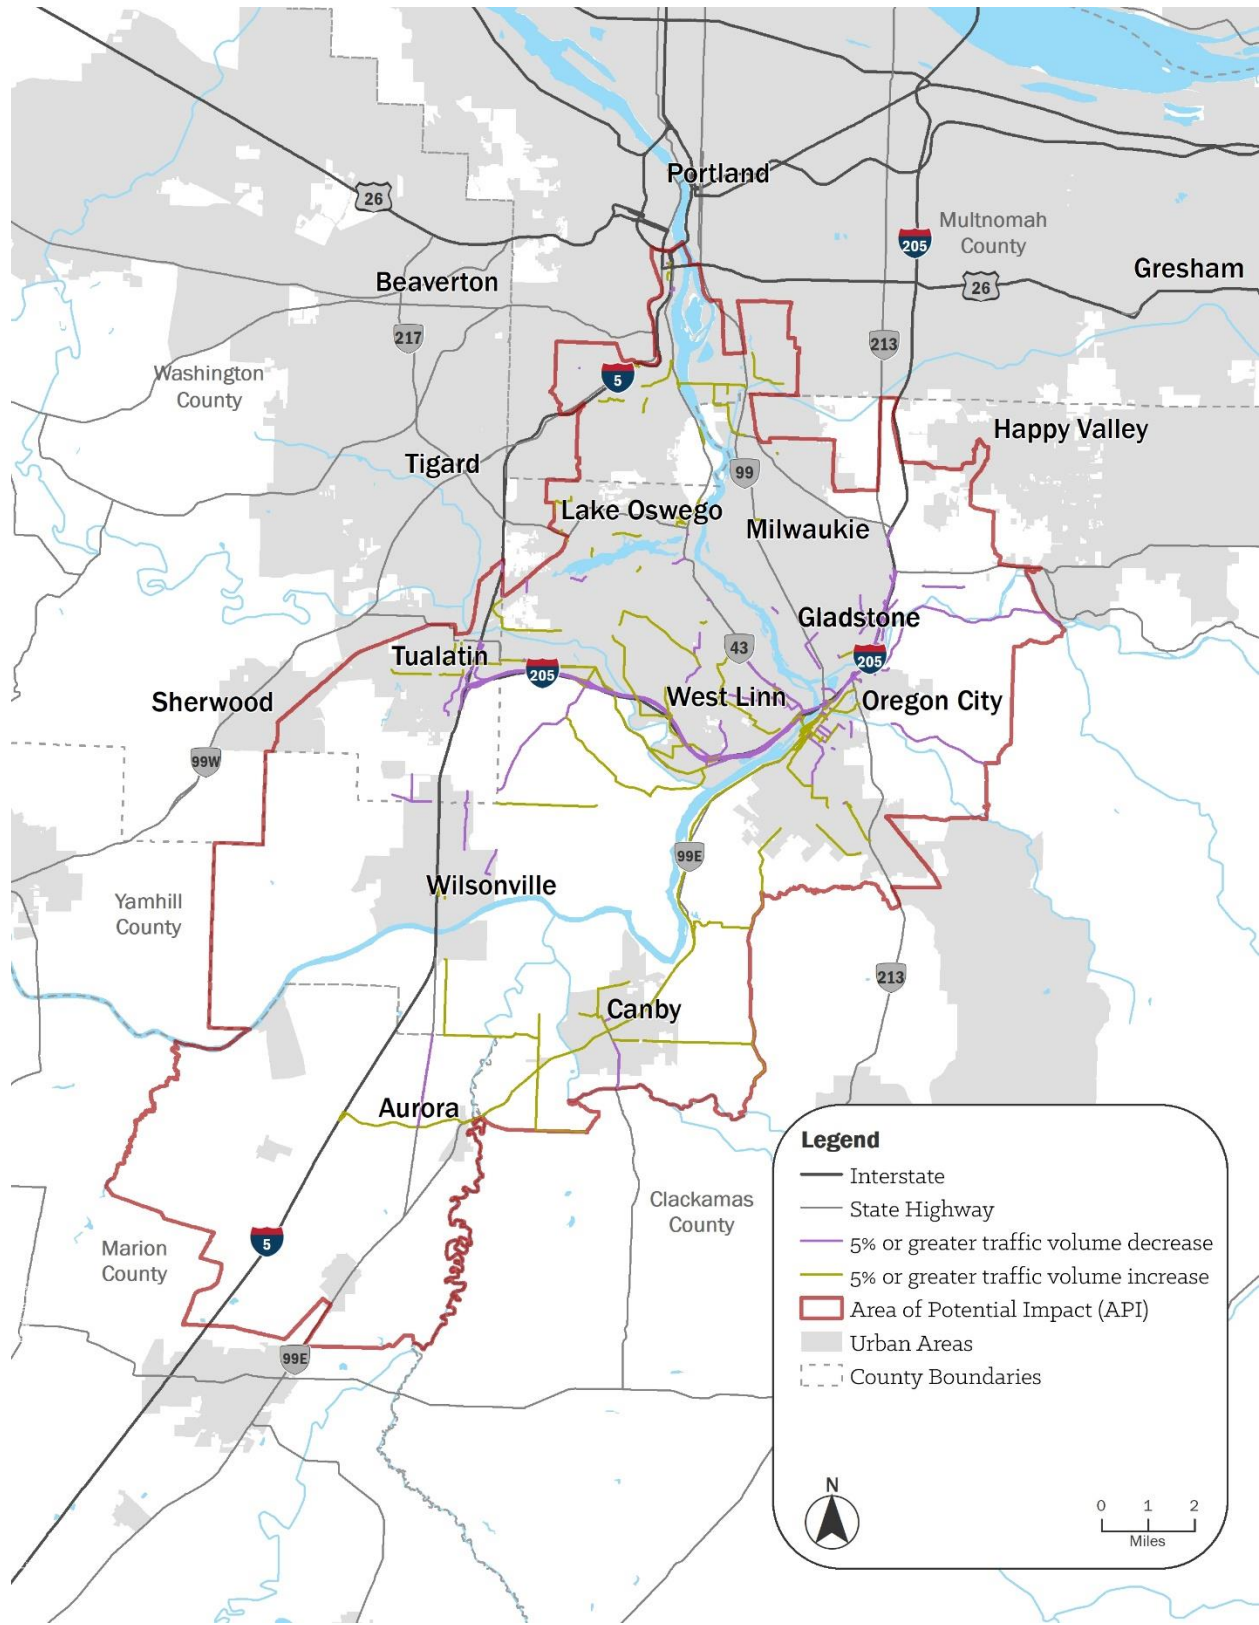 Portland
26
Multnomah
County
205
Gresham
Beaverton
26
217
213
Washington
County
5
Happy Valley
Tigard
99
Lake Oswego
Milwaukie
Gladstone
43
Tualatin
205
205
Sherwood
West Linn
Oregon City
99W
99E
Wilsonville
Yamhill
County
213
Canby
Aurora
Clackamas
County
Marion
County
5
99E
Legend
Interstate
State Highway
5% or greater traffic volume decrease
5% or greater traffic volume increase
Area of Potential Impact (API)
Urban Areas
County Boundaries
N
0 1 2
Miles